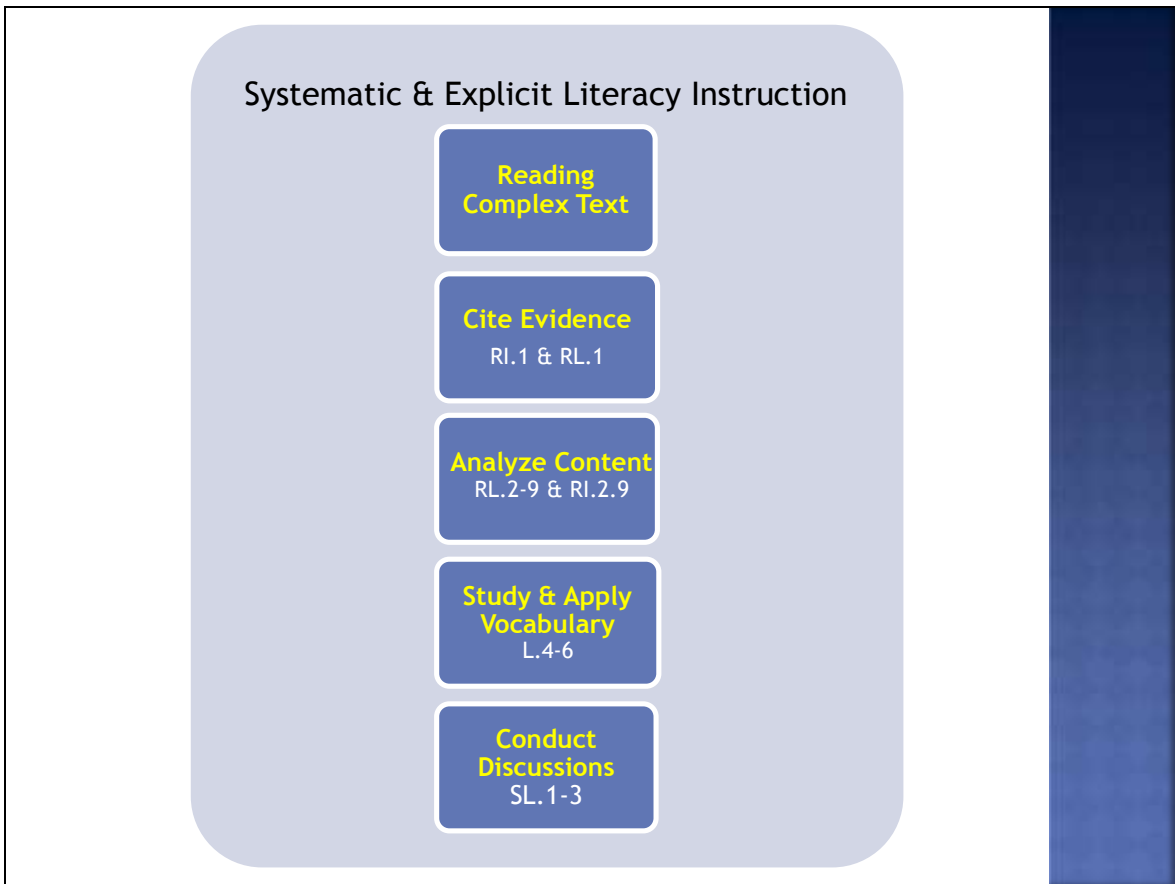 Systematic & Explicit Literacy Instruction
Reading
Complex Text
Cite Evidence
RI.1 & RL.1
Analyze Content
RL.2-9 & RI.2.9
Study & Apply
Vocabulary
L.4-6
Conduct
Discussions
SL.1-3